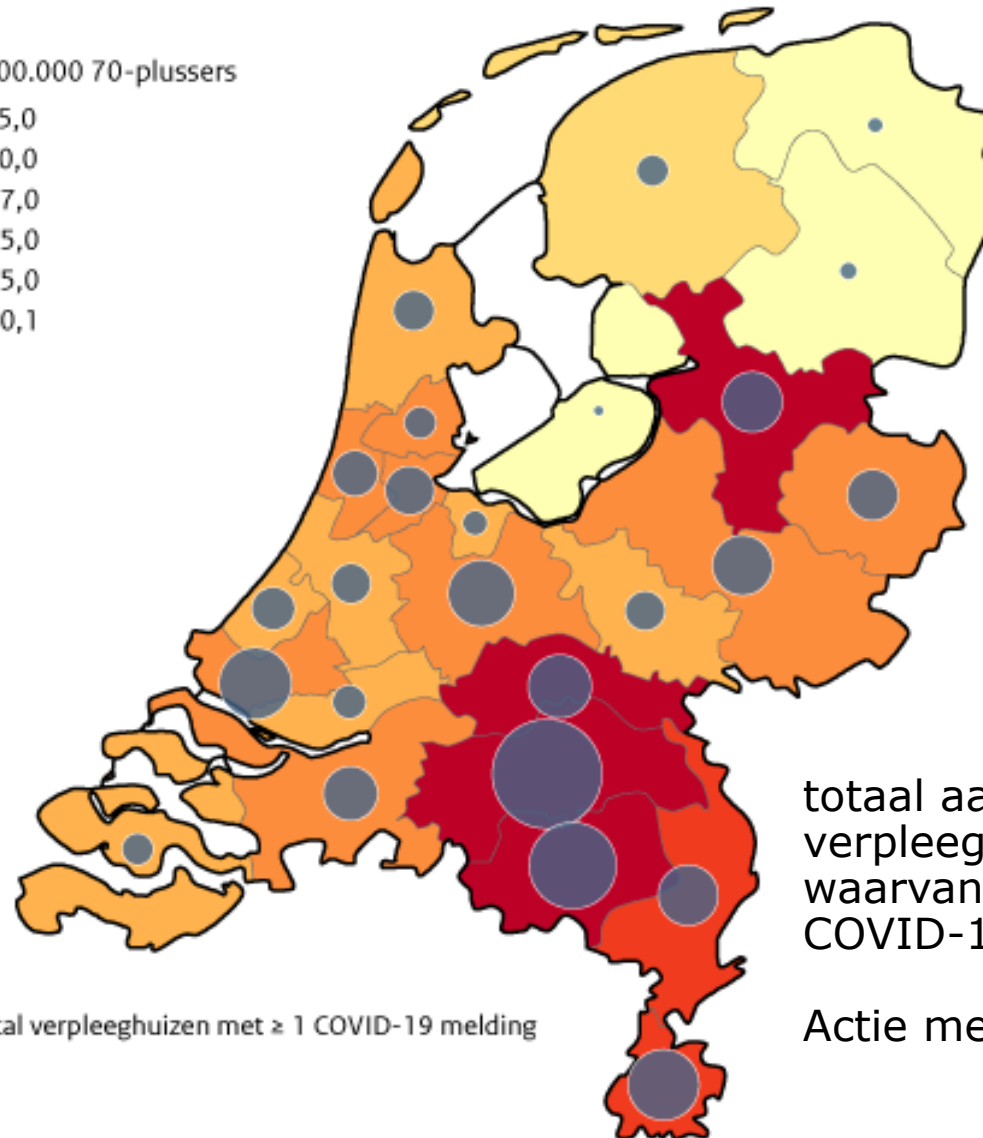 00.000 70-plussers
5,0
0,0
7,0
5,0
5,0
0,1
totaal aa
verpleeg
waarvan
COVID-1
Actie me
tal verpleeghuizen met ≥ 1 COVID-19 melding